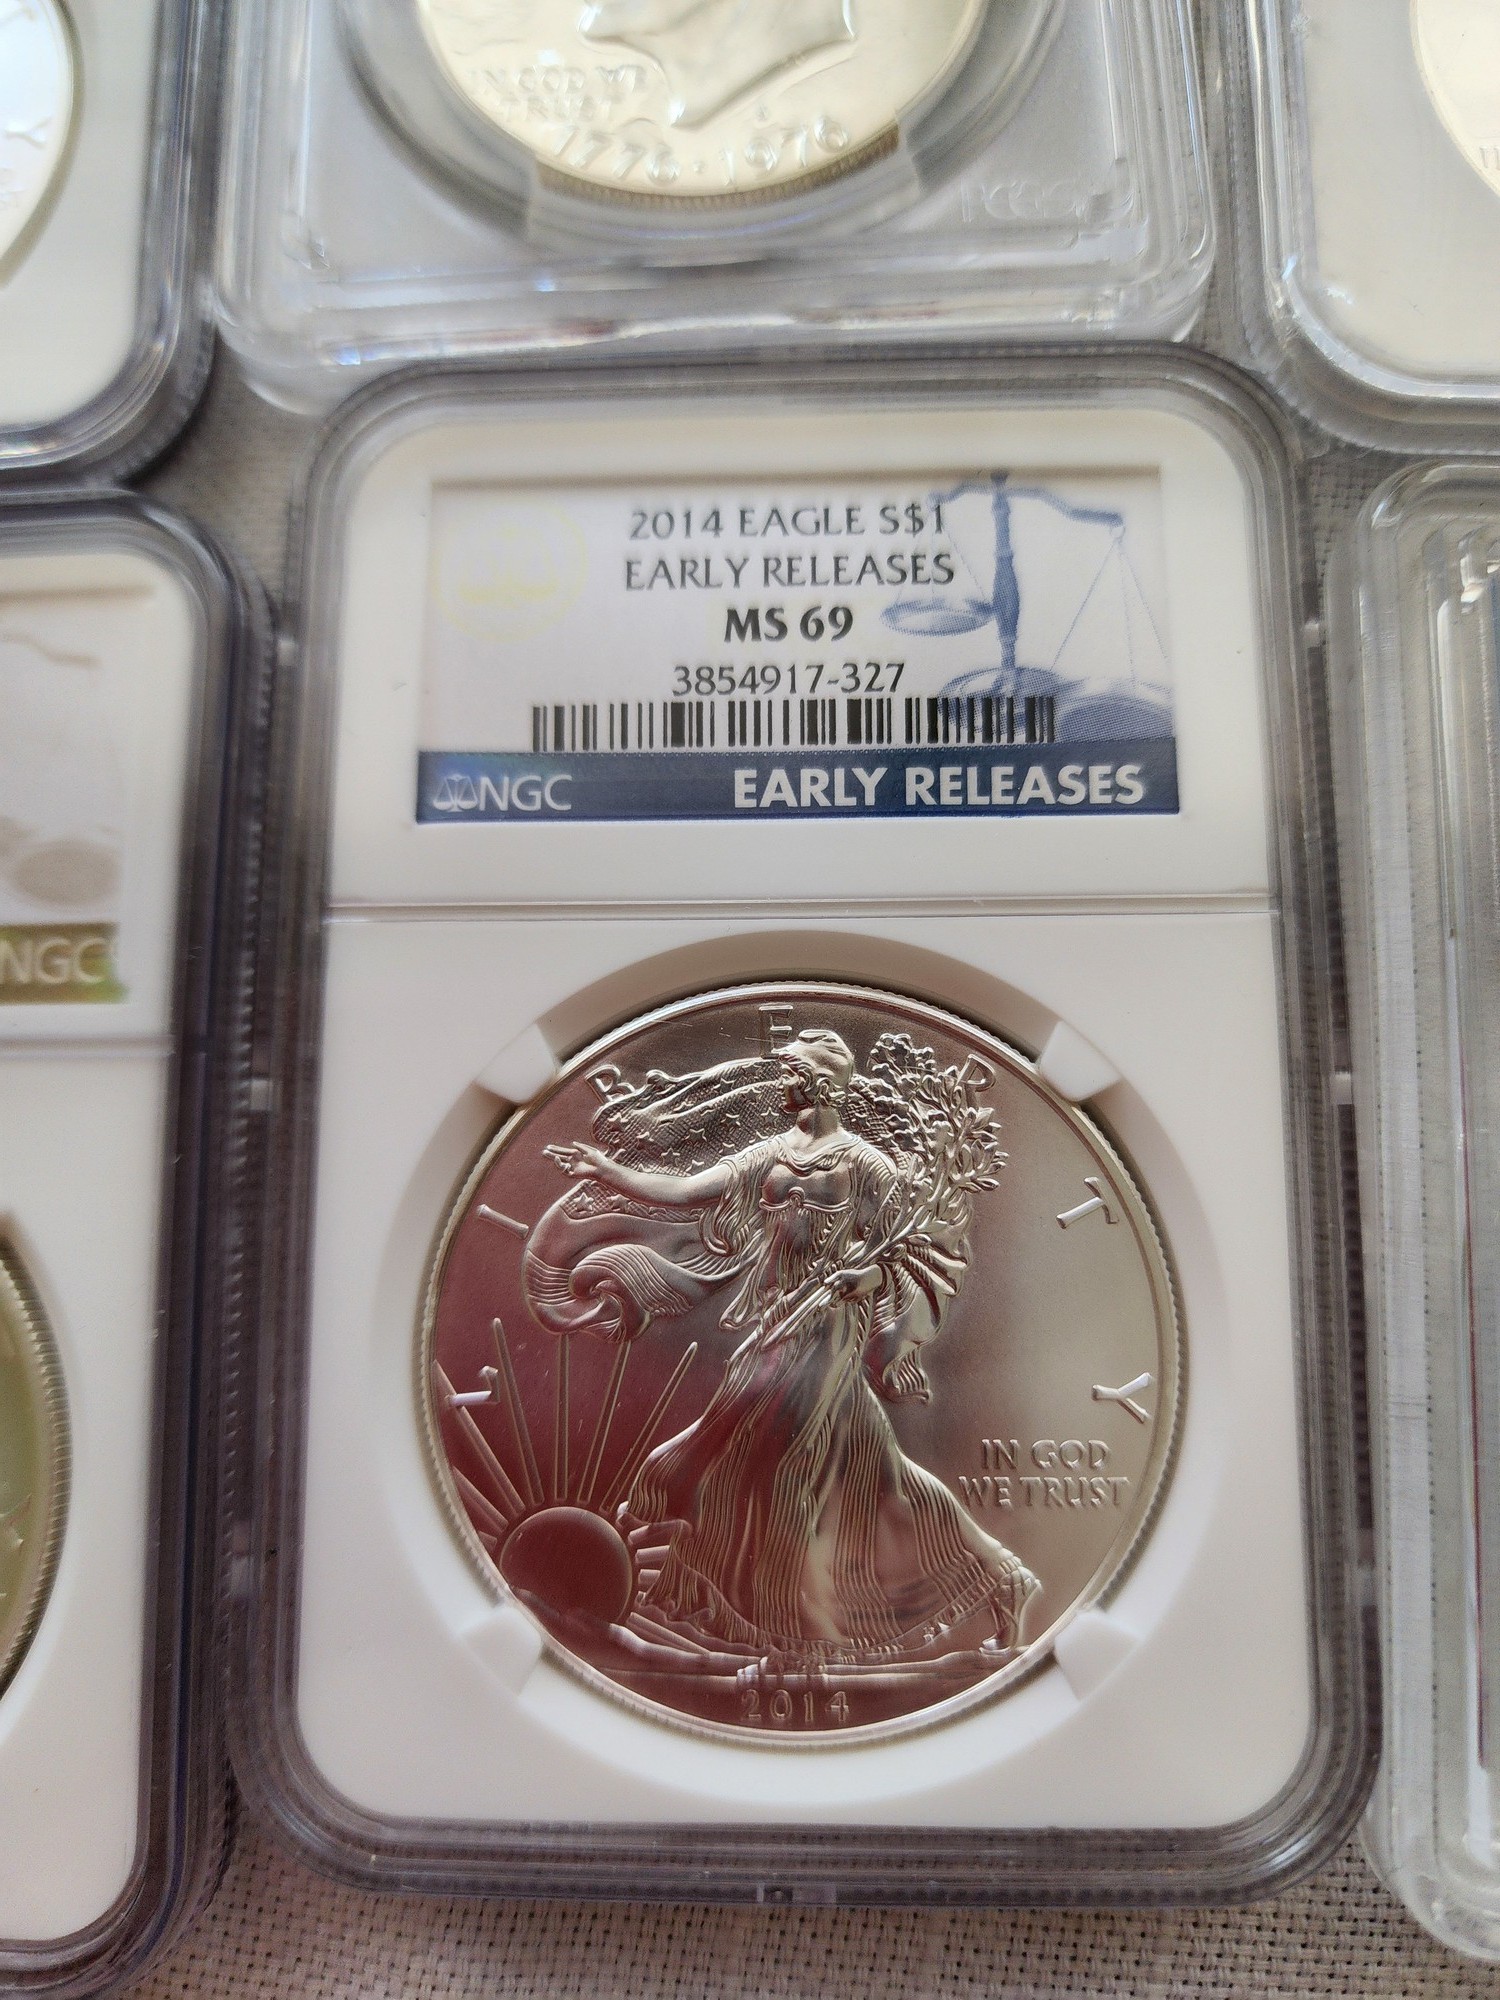 IN GOD WE
TRUST
S
1776·1976
PCGS
2014 EAGLE S$1
EARLY RELEASES
MS 69
3854917-327
NGC EARLY RELEASES
NGC
LIBERTY
IN GOD
WE TRUST
2014